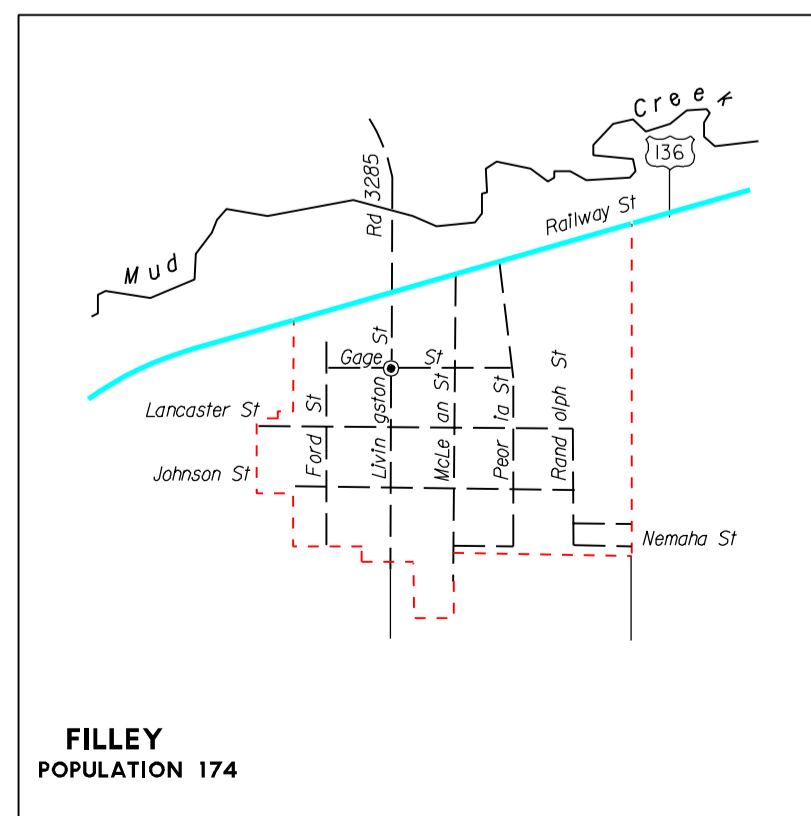 Creek
136
Rd 3285
Railway St
Mud
Gage St
Livingston St
Lancaster St
Ford St
McLean St
Peoria St
Randolph St
Johnson St
Nemaha St
FILLEY
POPULATION 174